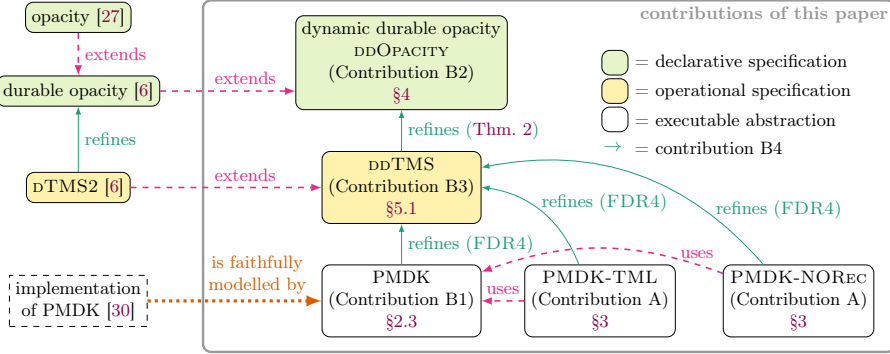 contributions of this paper
opacity [27]
extends
durable opacity [6]
refines
DTMS2 [6]
extends
extends
dynamic durable opacity
DDOPACITY
(Contribution B2)
§4
refines (Thm. 2)
DDTMS
(Contribution B3)
§5.1
refines (FDR4)
refines (FDR4)
refines (FDR4)
= declarative specification
= operational specification
= executable abstraction
→ = contribution B4
implementation
of PMDK [30]
is faithfully
modelled by
PMDK
(Contribution B1)
§2.3
uses
uses
PMDK-TML
(Contribution A)
§3
PMDK-NOREC
(Contribution A)
§3